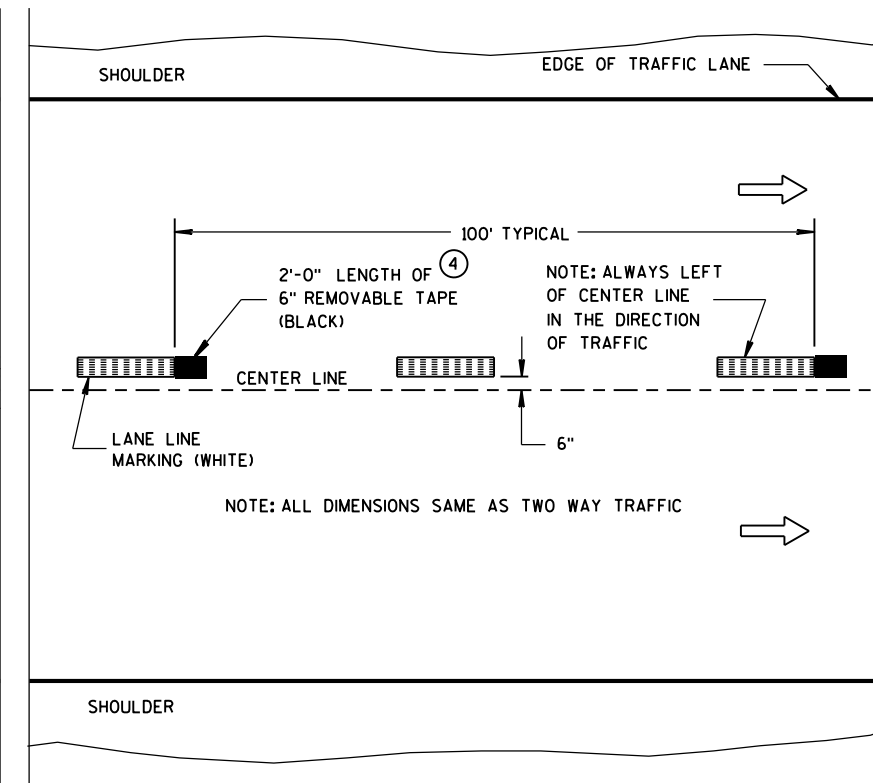 SHOULDER
EDGE OF TRAFFIC LANE
100' TYPICAL
2'-0" LENGTH OF 4
6" REMOVABLE TAPE
(BLACK)
NOTE: ALWAYS LEFT
OF CENTER LINE
IN THE DIRECTION
OF TRAFFIC
CENTER LINE
LANE LINE
MARKING (WHITE)
6"
NOTE: ALL DIMENSIONS SAME AS TWO WAY TRAFFIC
SHOULDER